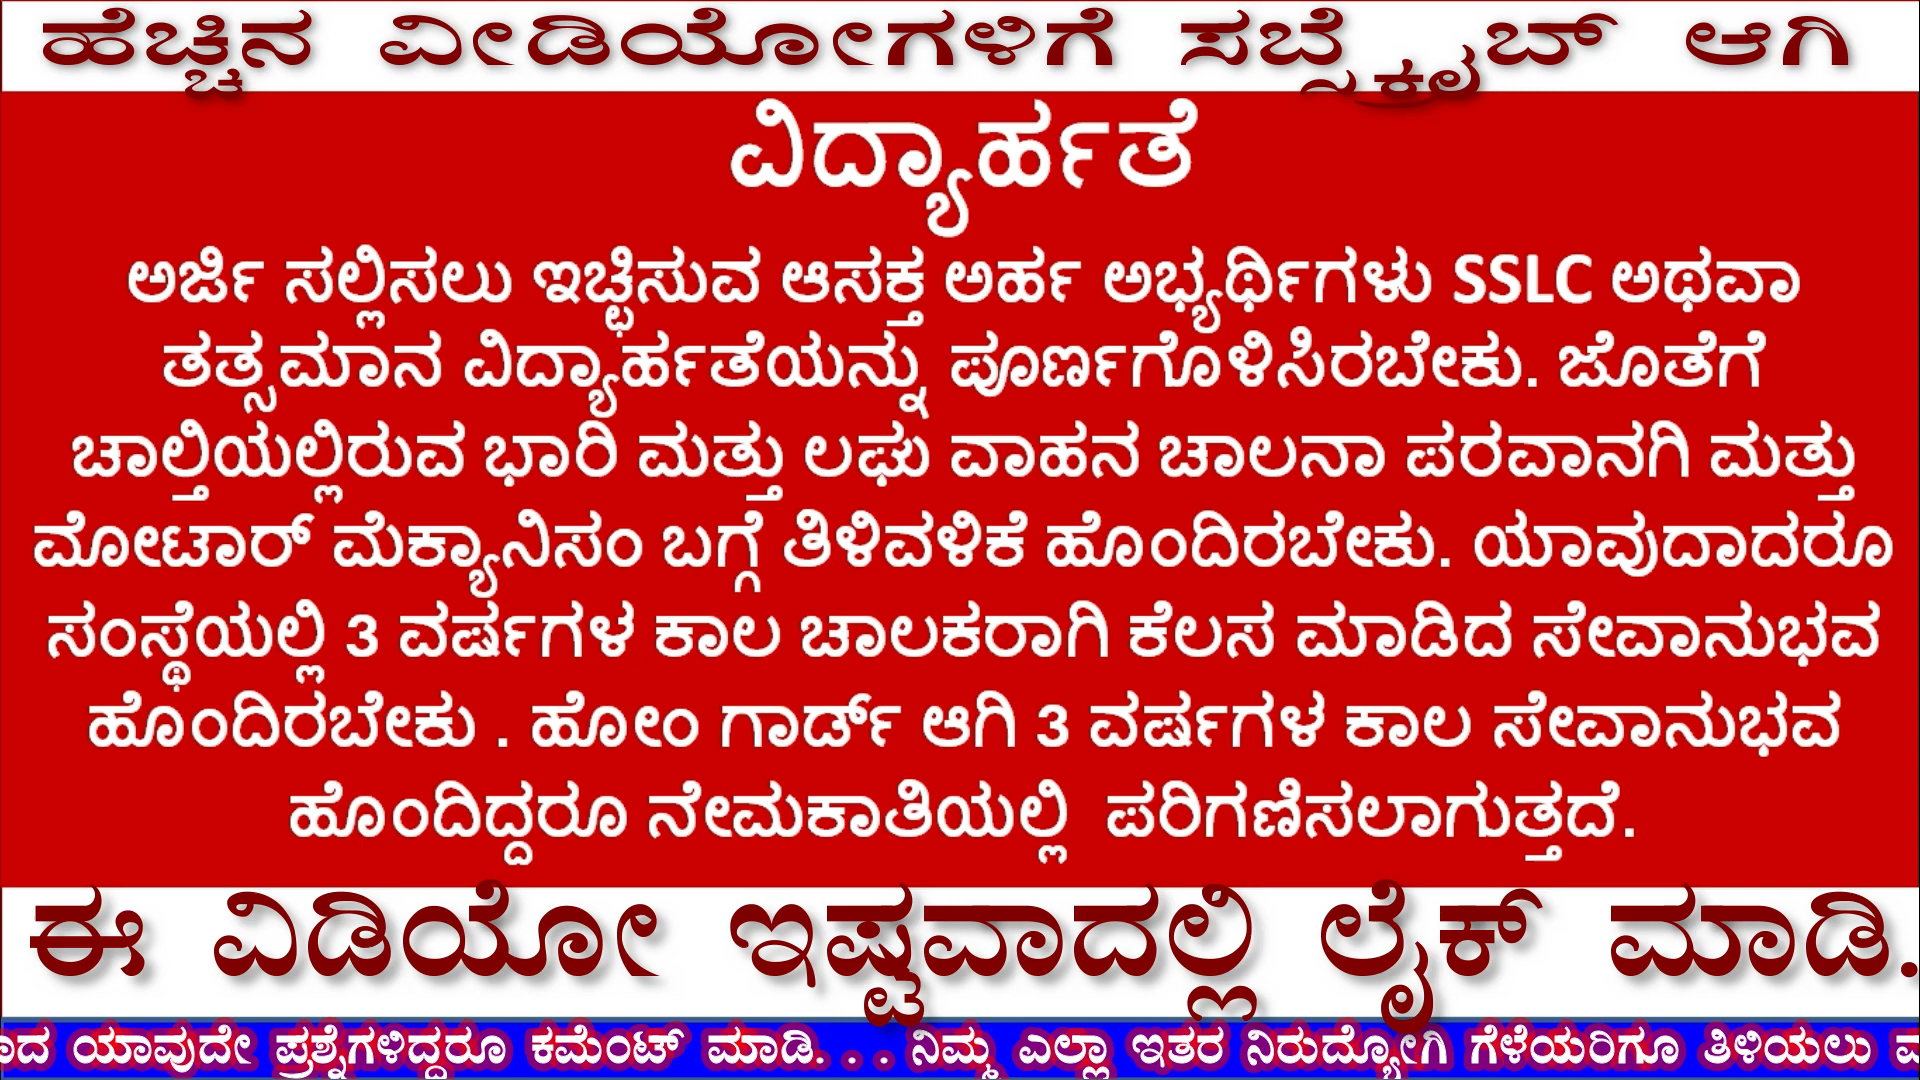 ಹೆಚ್ಚಿನ ವೀಡಿಯೋಗಳಿಗೆ ಸಬ್ಸ್ಕ್ರೈಬ್ ಆಗಿ
ವಿದ್ಯಾರ್ಹತೆ
ಅರ್ಜಿ ಸಲ್ಲಿಸಲು ಇಚ್ಛಿಸುವ ಆಸಕ್ತ ಅರ್ಹ ಅಭ್ಯರ್ಥಿಗಳು SSLC ಅಥವಾ
ತತ್ಸಮಾನ ವಿದ್ಯಾರ್ಹತೆಯನ್ನು ಪೂರ್ಣಗೊಳಿಸಿರಬೇಕು. ಜೊತೆಗೆ
ಚಾಲ್ತಿಯಲ್ಲಿರುವ ಭಾರಿ ಮತ್ತು ಲಘು ವಾಹನ ಚಾಲನಾ ಪರವಾನಗಿ ಮತ್ತು
ಮೋಟಾರ್ ಮೆಕ್ಯಾನಿಸಂ ಬಗ್ಗೆ ತಿಳಿವಳಿಕೆ ಹೊಂದಿರಬೇಕು. ಯಾವುದಾದರೂ
ಸಂಸ್ಥೆಯಲ್ಲಿ 3 ವರ್ಷಗಳ ಕಾಲ ಚಾಲಕರಾಗಿ ಕೆಲಸ ಮಾಡಿದ ಸೇವಾನುಭವ
ಹೊಂದಿರಬೇಕು . ಹೋಂ ಗಾರ್ಡ್ ಆಗಿ 3 ವರ್ಷಗಳ ಕಾಲ ಸೇವಾನುಭವ
ಹೊಂದಿದ್ದರೂ ನೇಮಕಾತಿಯಲ್ಲಿ ಪರಿಗಣಿಸಲಾಗುತ್ತದೆ.
ಈ ವಿಡಿಯೋ ಇಷ್ಟವಾದಲ್ಲಿ ಲೈಕ್ ಮಾಡಿ.
ಯಾವುದೇ ಪ್ರಶ್ನೆಗಳಿದ್ದರೂ ಕಮೆಂಟ್ ಮಾಡಿ. . . ನಿಮ್ಮ ಎಲ್ಲಾ ಇತರ ನಿರುದ್ಯೋಗಿ ಗೆಳೆಯರಿಗೂ ತಿಳಿಯಲು